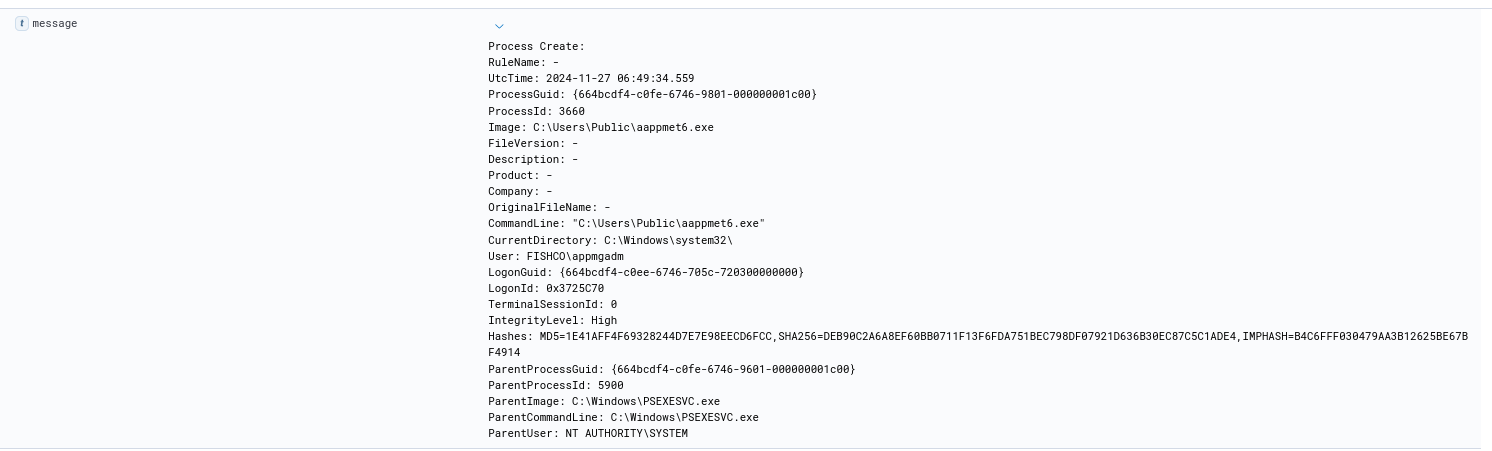 t message
Process Create:
RuleName: -
UtcTime: 2024-11-27 06:49:34.559
ProcessGuid: {664bcdf4-c0fe-6746-9801-000000001c00}
ProcessId: 3660
Image: C:\Users\Public\aappmet6.exe
FileVersion: -
Description: -
Product: -
Company: -
OriginalFileName: -
CommandLine: "C:\Users\Public\aappmet6.exe"
CurrentDirectory: C:\Windows\system32\
User: FISHCO\appmgadm
LogonGuid: {664bcdf4-c0ee-6746-705c-720300000000}
LogonId: 0x3725C70
TerminalSessionId: 0
IntegrityLevel: High
Hashes: MD5=1E41AFF4F69328244D7E7E98EECD6FCC,SHA256=DEB90C2A6A8EF60BB0711F13F6FDA751BEC798DF07921D636B30EC87C5C1ADE4,IMPHASH=B4C6FFF030479AA3B12625BE67B
F4914
ParentProcessGuid: {664bcdf4-c0fe-6746-9601-000000001c00}
ParentProcessId: 5900
ParentImage: C:\Windows\PSEXESVC.exe
ParentCommandLine: C:\Windows\PSEXESVC.exe
ParentUser: NT AUTHORITY\SYSTEM